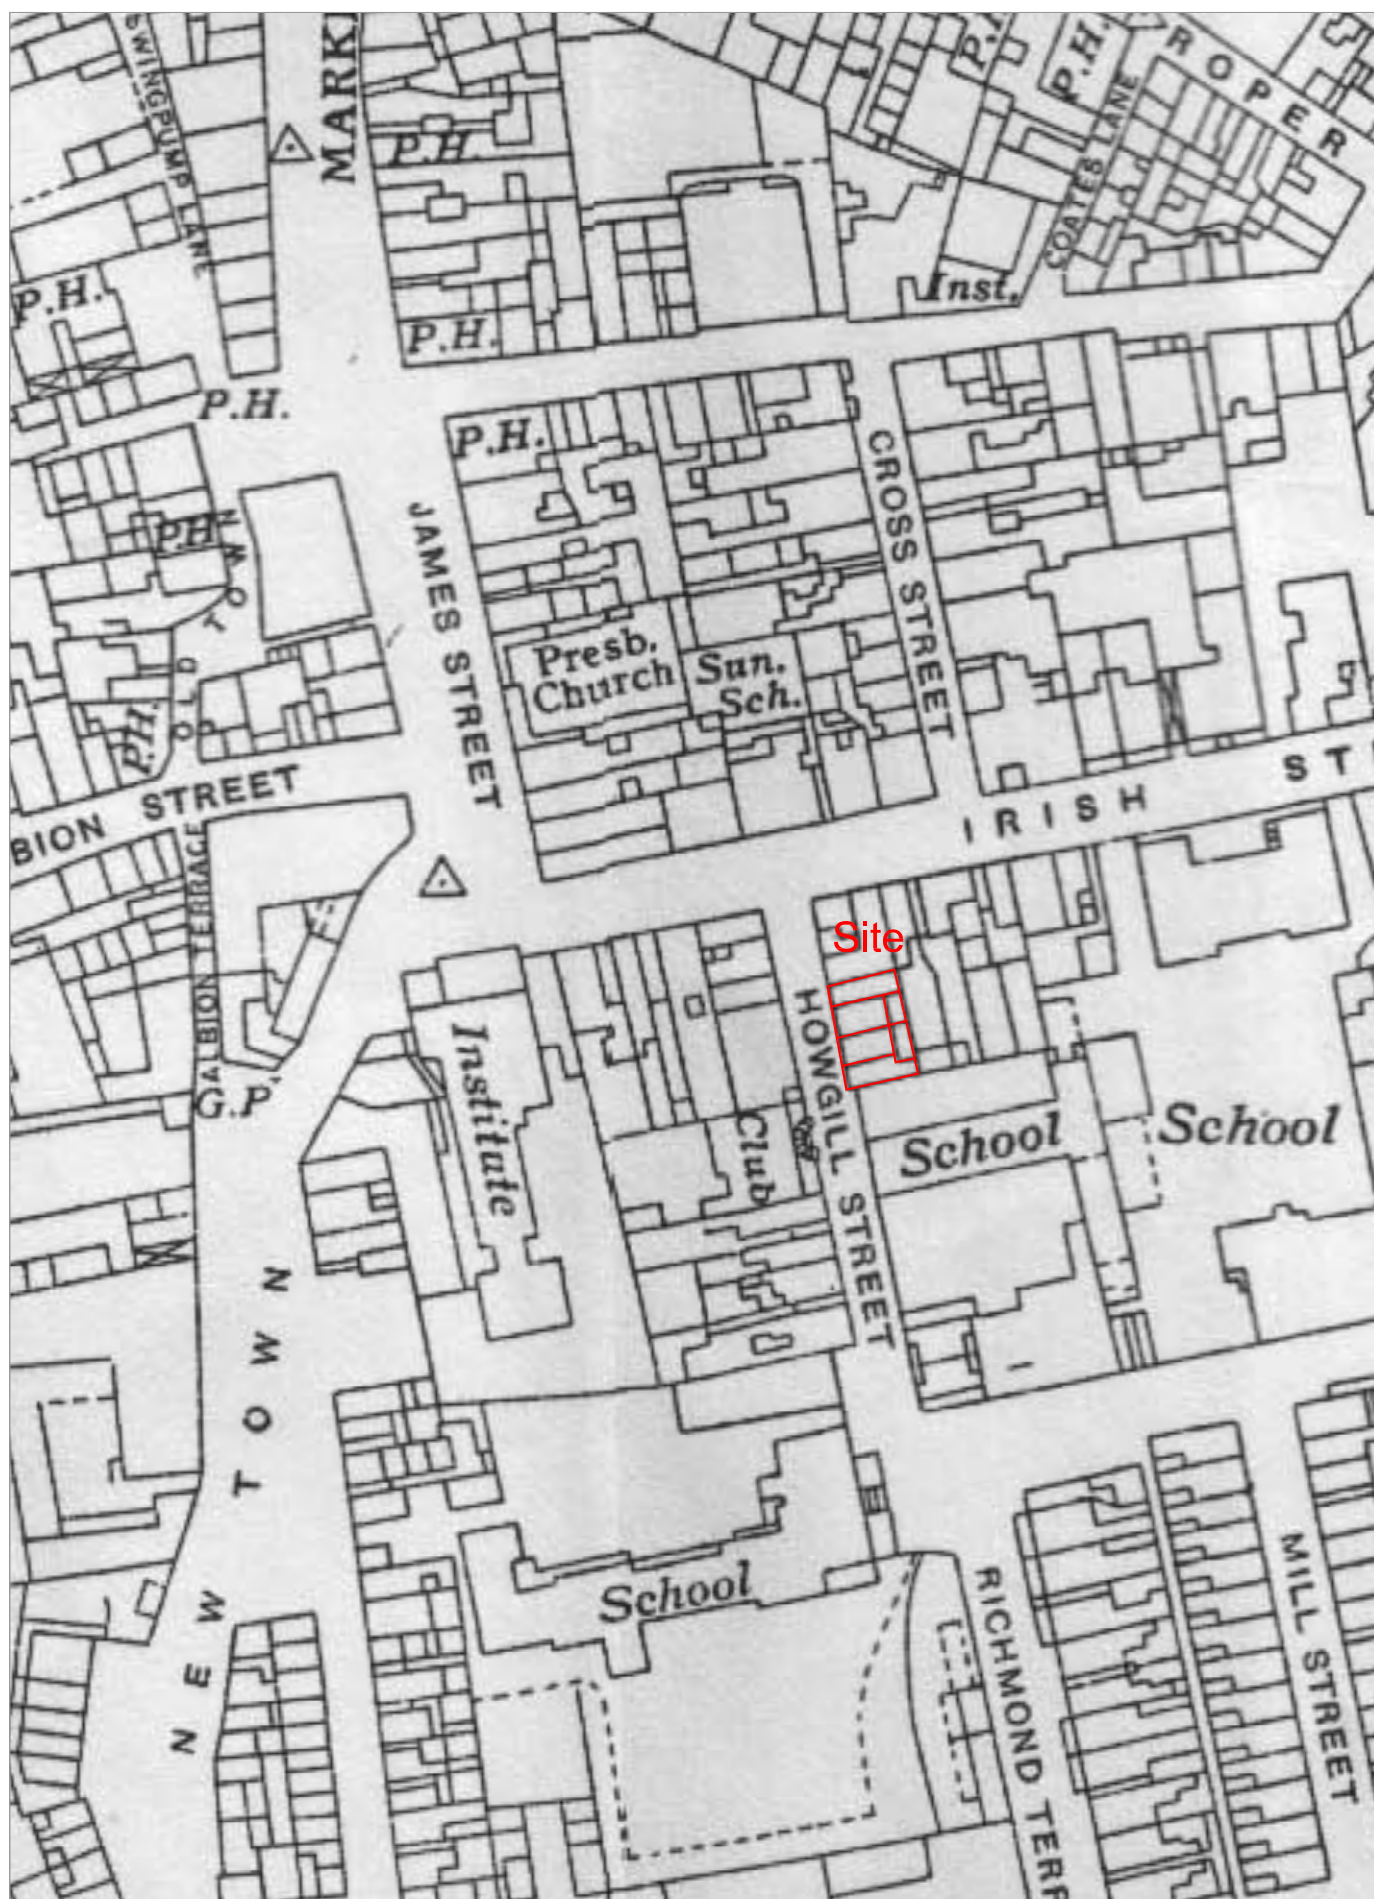 SWINGPUMP LANE
MARK
P.H.
ROPER
P.H.
COATES LANE
P.H.
Inst.
P.H.
P.H.
P.H.
P.H.
P.H.
CROSS STREET
JAMES STREET
OLD TOWN
Presb.
Church
Sun.
Sch.
P.H.
IRISH ST
BION STREET
ALBION TERRACE
Site
HOWGILL STREET
Institute
Club
G.P.
School
School
NEW TOWN
School
RICHMOND TERR
MILL STREET